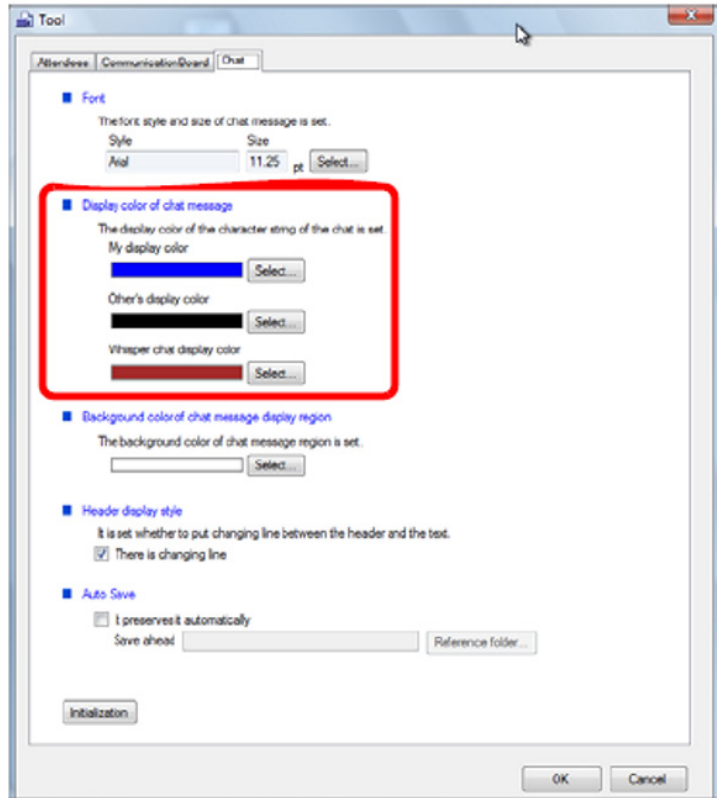 Tool
Attendees CommunicationBoard Chat
Font
The font style and size of chat message is set.
Style Size
Arial 11.25 pt Select...
Display color of chat message
The display color of the character string of the chat is set.
My display color
Select...
Other's display color
Select...
Whisper chat display color
Select...
Background color of chat message display region
The background color of chat message region is set.
Select...
Header display style
It is set whether to put changing line between the header and the text.
There is changing line
Auto Save
It preserves it automatically
Save ahead Reference folder...
Initialization
OK Cancel